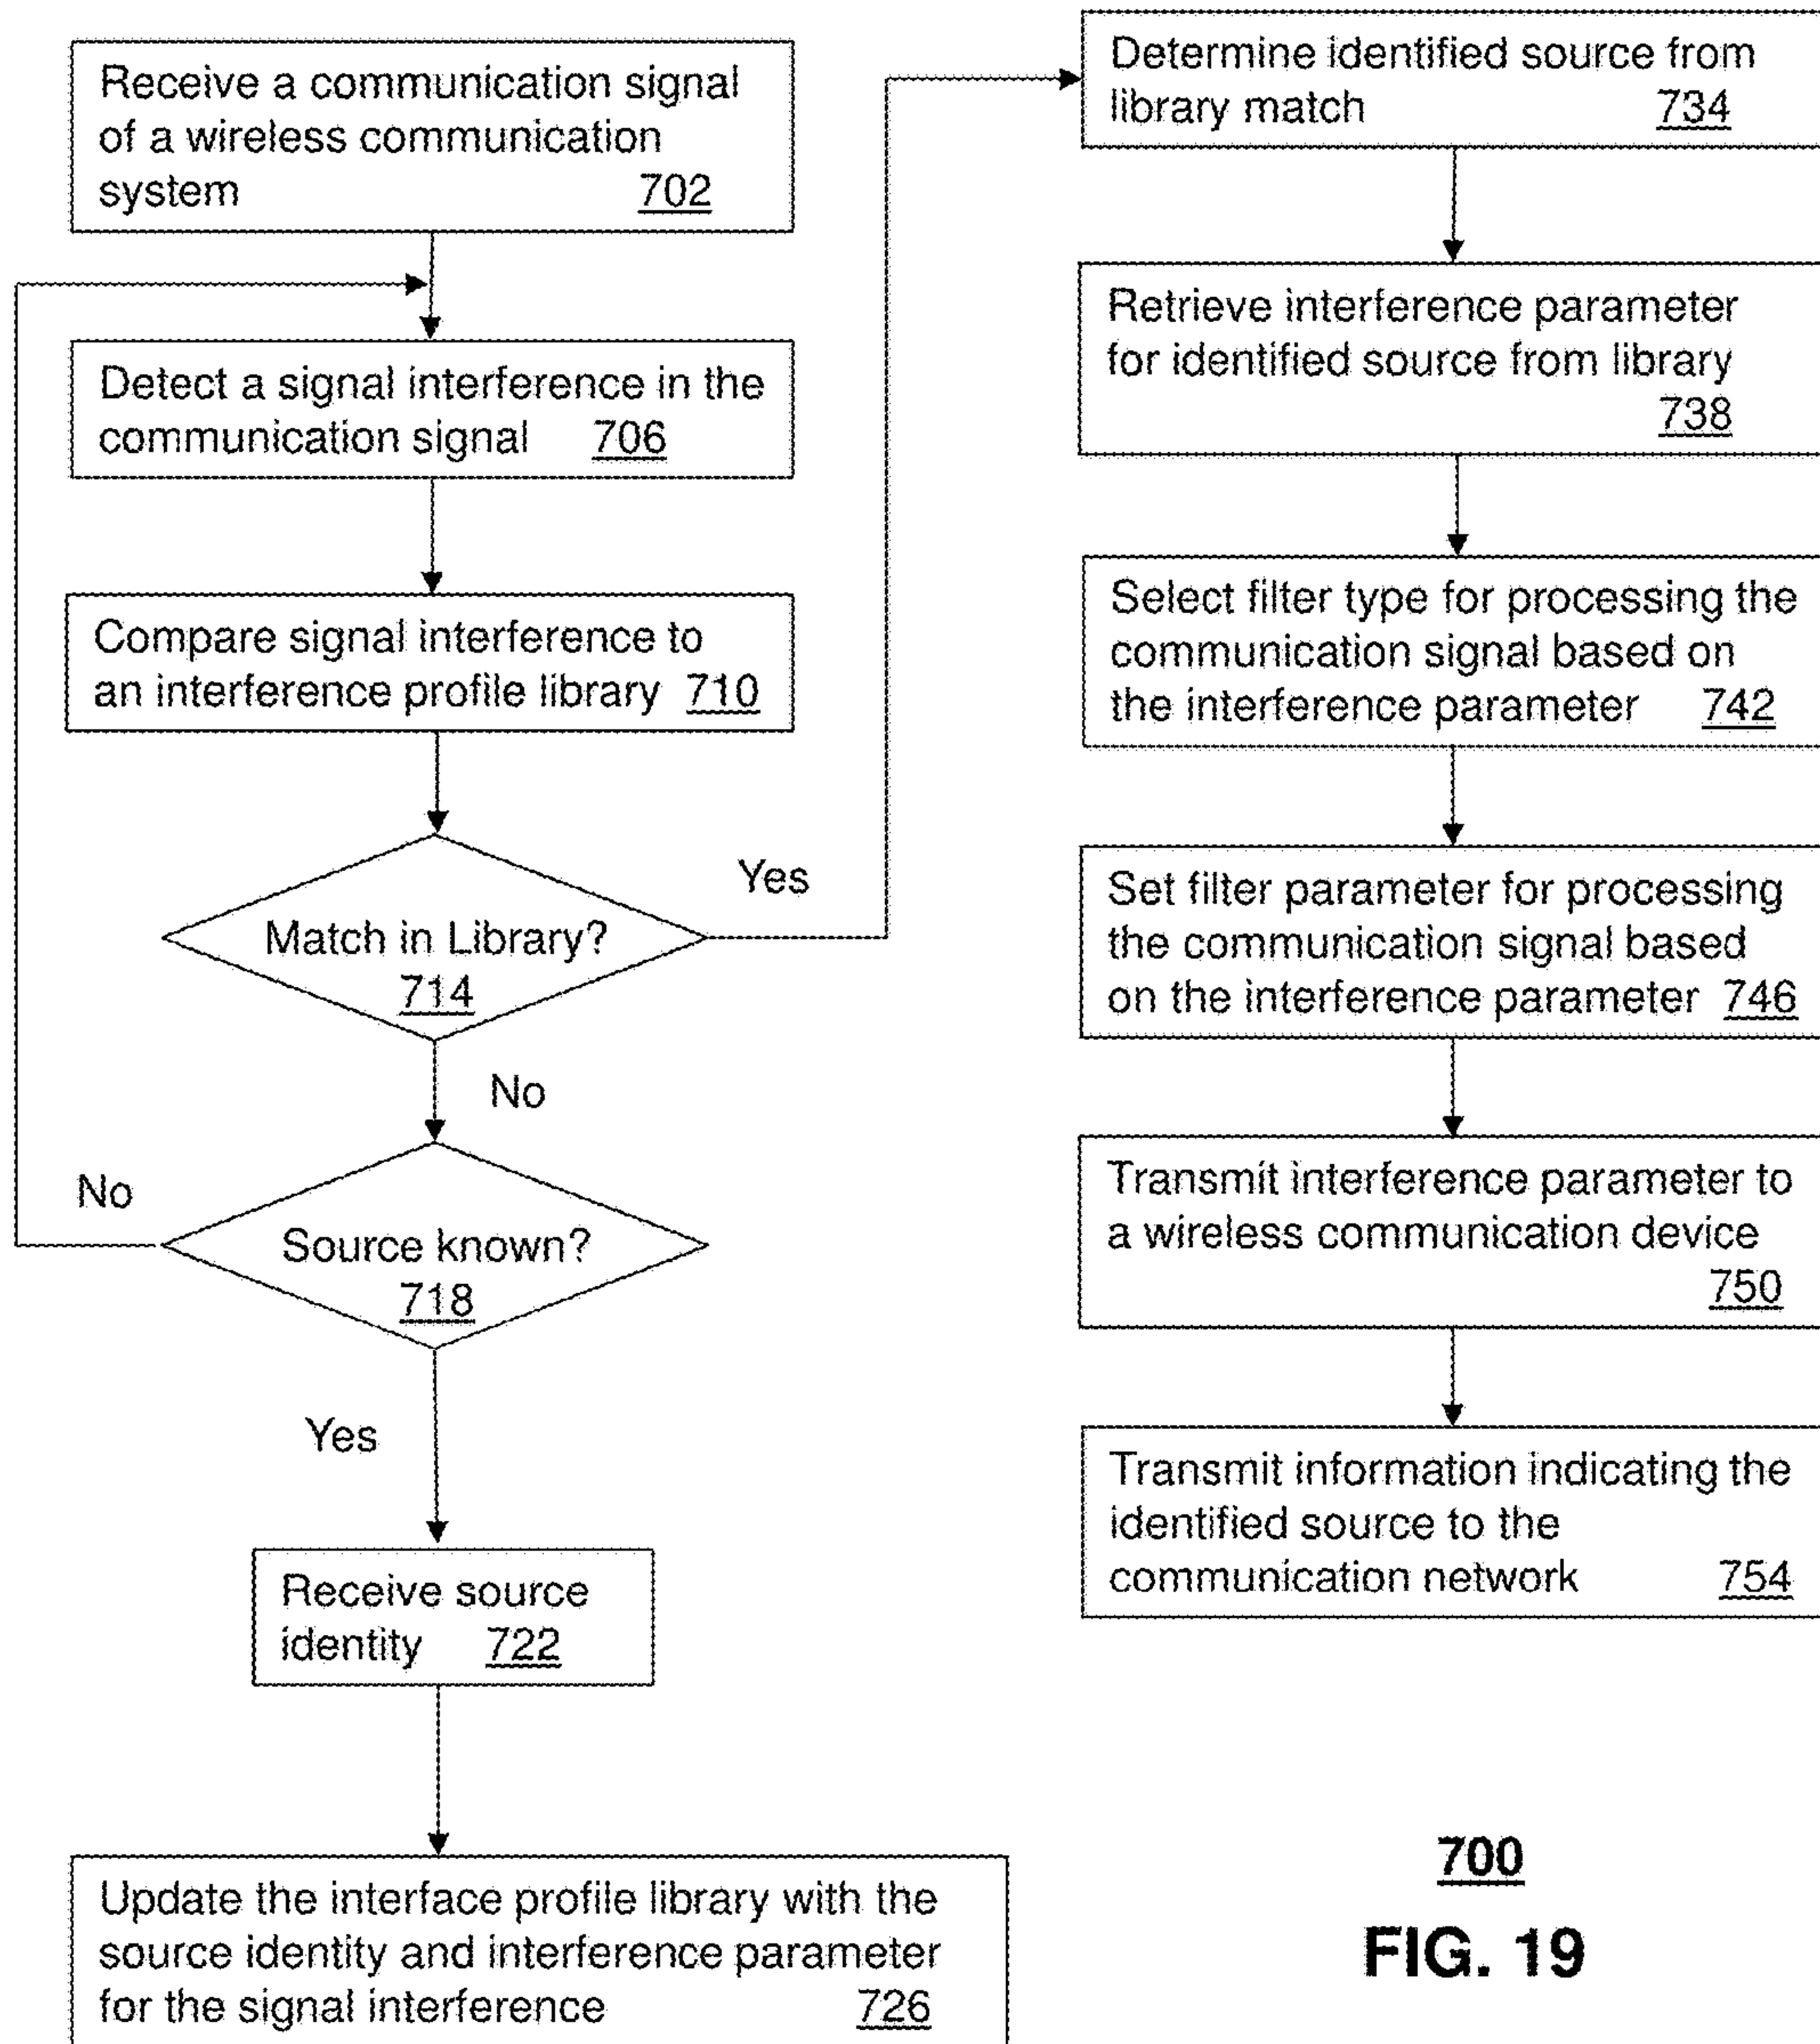 Receive a communication signal
of a wireless communication
system 702
Detect a signal interference in the
communication signal 706
Compare signal interference to
an interference profile library 710
Match in Library?
714
Yes
No
Source known?
718
No
Yes
Receive source
identity 722
Update the interface profile library with the
source identity and interference parameter
for the signal interference 726
Determine identified source from
library match 734
Retrieve interference parameter
for identified source from library
738
Select filter type for processing the
communication signal based on
the interference parameter 742
Set filter parameter for processing
the communication signal based
on the interference parameter 746
Transmit interference parameter to
a wireless communication device
750
Transmit information indicating the
identified source to the
communication network 754
700
FIG. 19